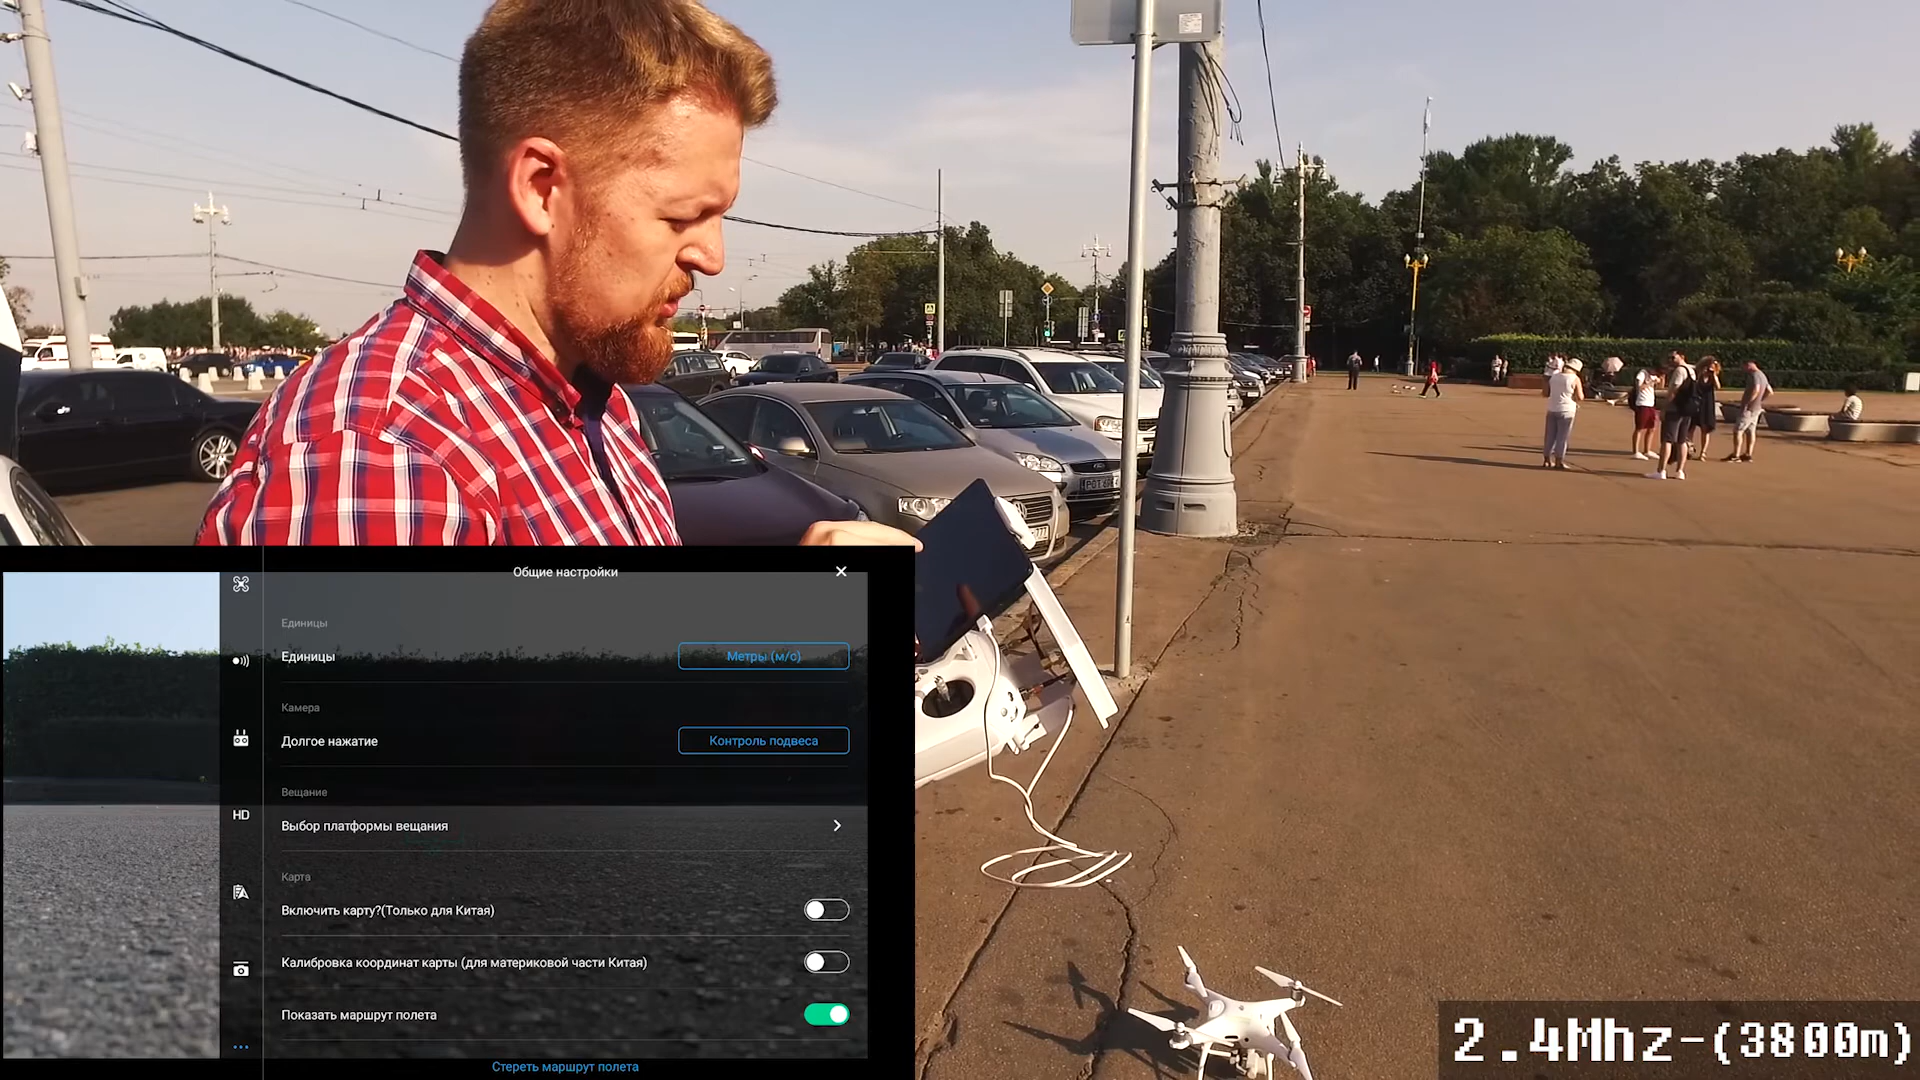 Общие настройки
Единицы
Единицы
Метры (м/с)
Камера
Долгое нажатие
Контроль подвеса
Вещание
HD
Выбор платформы вещания
Карта
Включить карту?(Только для Китая)
Калибровка координат карты (для материковой части Китая)
Показать маршрут полета
Стереть маршрут полета
2.4Mhz-(3800m)